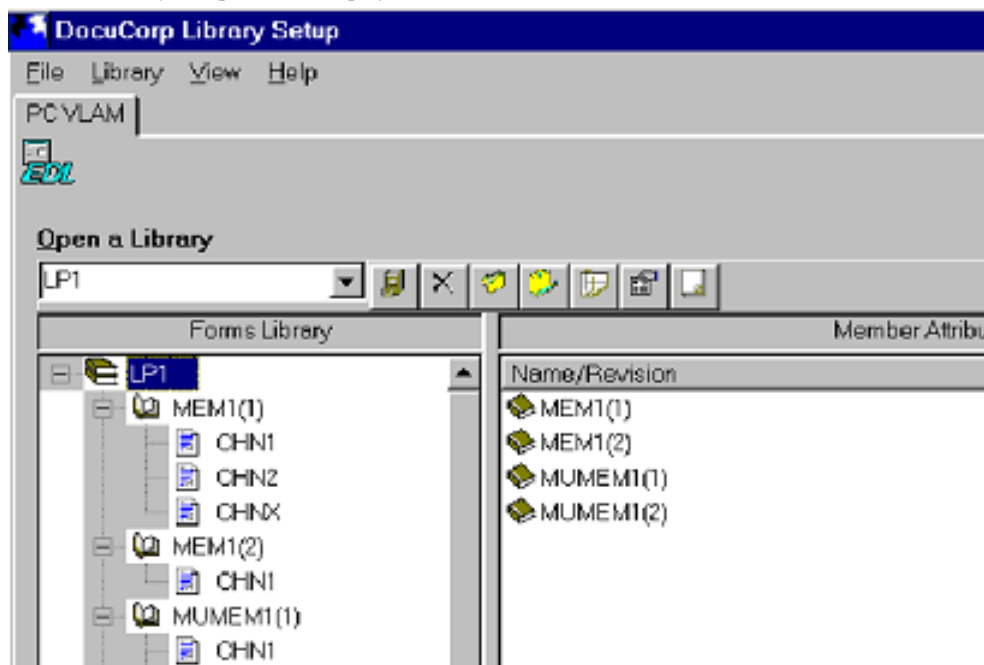 DocuCorp Library Setup
File Library View Help
PC VLAM
EDL
Open a Library
LP1
Forms Library
Member Attribu
LP1
Name/Revision
MEM1(1)
MEM1(1)
CHN1
MEM1(2)
CHN2
MUMEM1(1)
CHNX
MUMEM1(2)
MEM1(2)
CHN1
MUMEM1(1)
CHN1